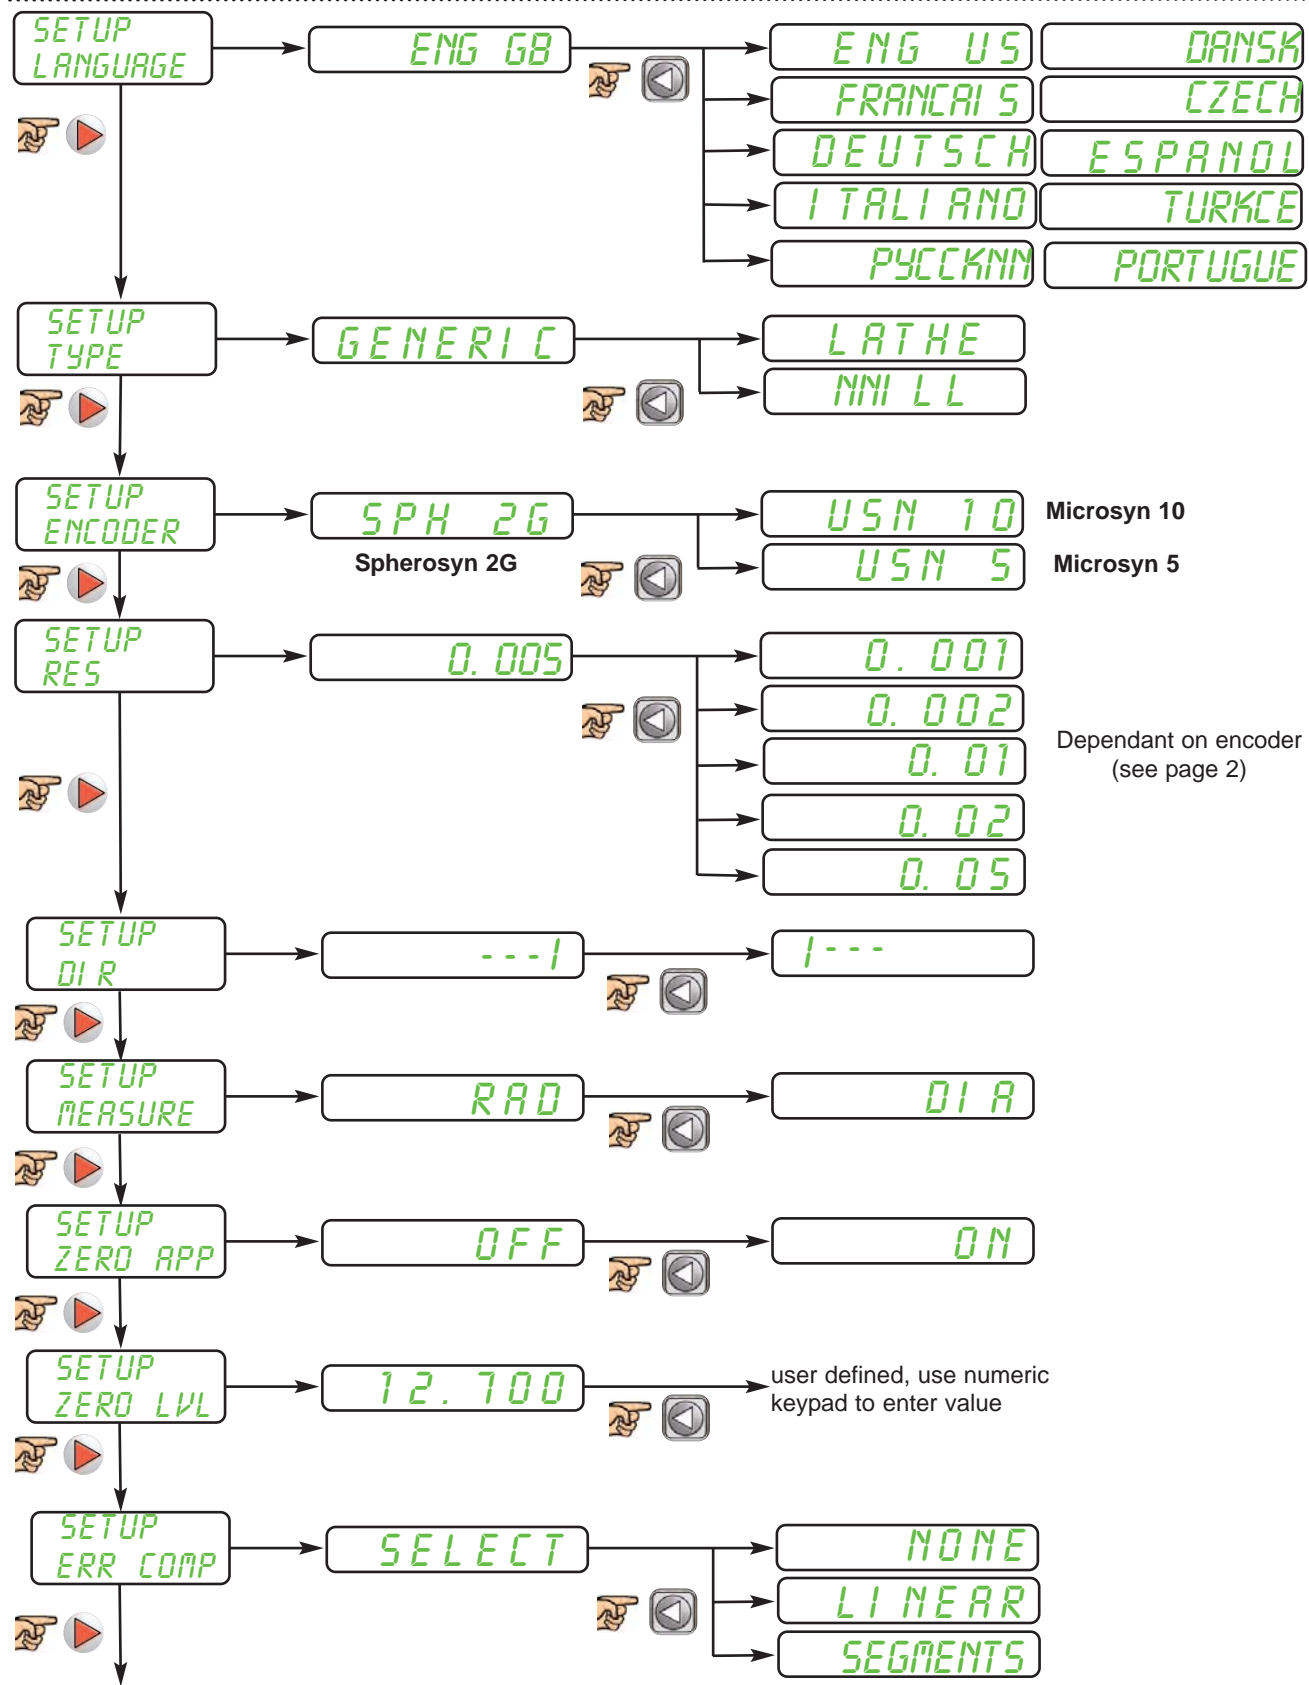 SETUP
LANGUAGE
ENG GB
ENG US
DANSK
FRANCAIS
CZECH
DEUTSCH
ESPANOL
ITALIANO
TURKCE
РУССКNN
PORTUGUE
SETUP
TYPE
GENERIC
LATHE
MILL
SETUP
ENCODER
SPH 2G
Spherosyn 2G
USN 10
Microsyn 10
USN 5
Microsyn 5
SETUP
RES
0.005
0.001
0.002
0.01
0.02
0.05
Dependant on encoder
(see page 2)
SETUP
DIR
---|
|---
SETUP
MEASURE
RAD
DIA
SETUP
ZERO APP
OFF
ON
SETUP
ZERO LVL
12.700
user defined, use numeric
keypad to enter value
SETUP
ERR COMP
SELECT
NONE
LINEAR
SEGMENTS